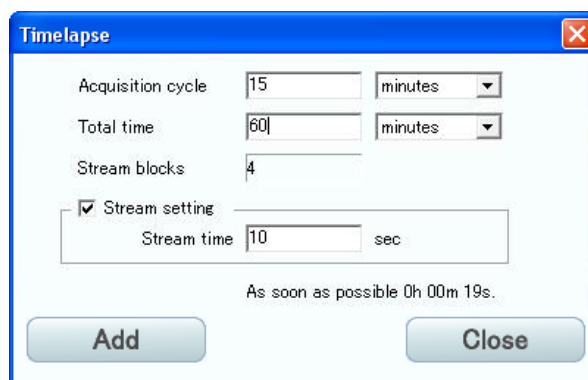 Timelapse
Acquisition cycle 15 minutes
Total time 60 minutes
Stream blocks 4
Stream setting
Stream time 10 sec
As soon as possible 0h 00m 19s.
Add Close